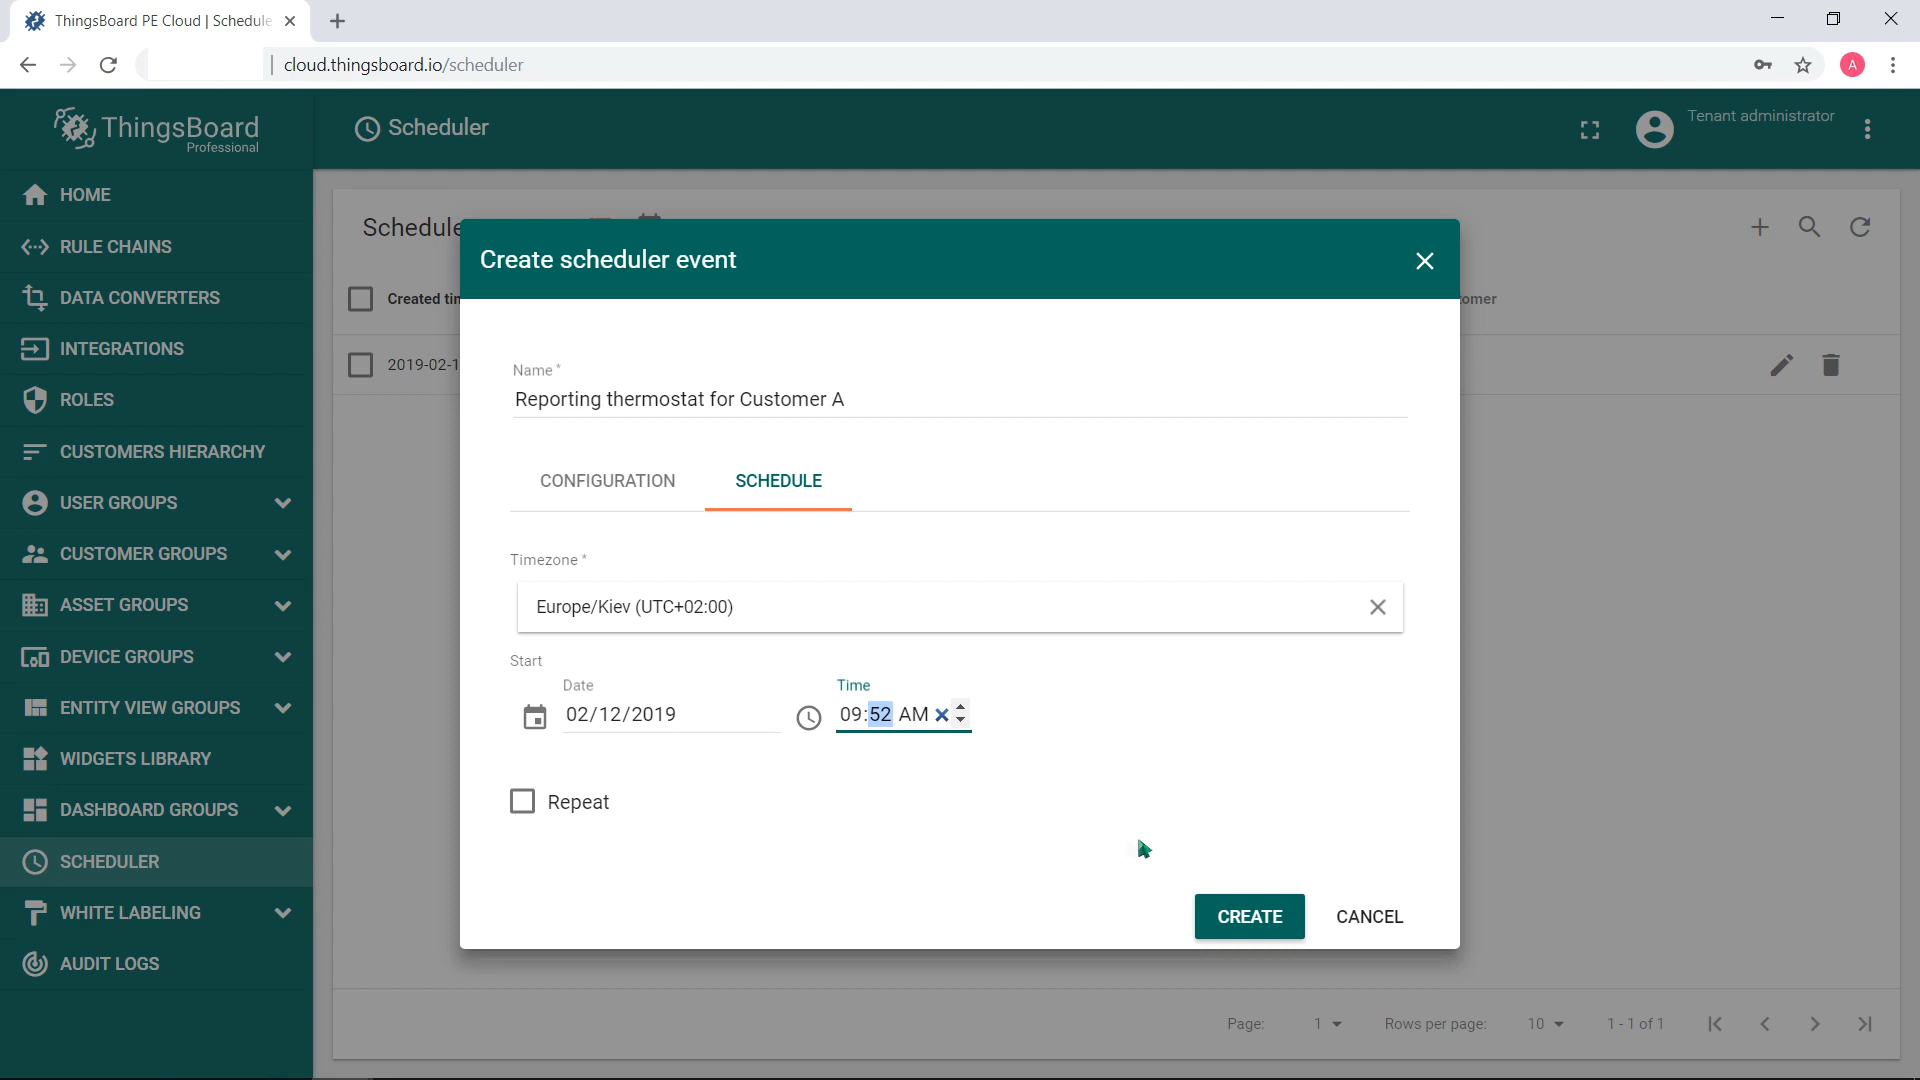 ThingsBoard PE Cloud | Schedule
cloud.thingsboard.io/scheduler
ThingsBoard
Professional
Scheduler
Tenant administrator
HOME
RULE CHAINS
DATA CONVERTERS
INTEGRATIONS
ROLES
CUSTOMERS HIERARCHY
USER GROUPS
CUSTOMER GROUPS
ASSET GROUPS
DEVICE GROUPS
ENTITY VIEW GROUPS
WIDGETS LIBRARY
DASHBOARD GROUPS
SCHEDULER
WHITE LABELING
AUDIT LOGS
Schedule
Created tim
omer
2019-02-1
Create scheduler event
Name *
Reporting thermostat for Customer A
CONFIGURATION SCHEDULE
Timezone *
Europe/Kiev (UTC+02:00)
Start
Date Time
02/12/2019 09:52 AM
Repeat
CREATE CANCEL
Page: 1 Rows per page: 10 1 - 1 of 1
A